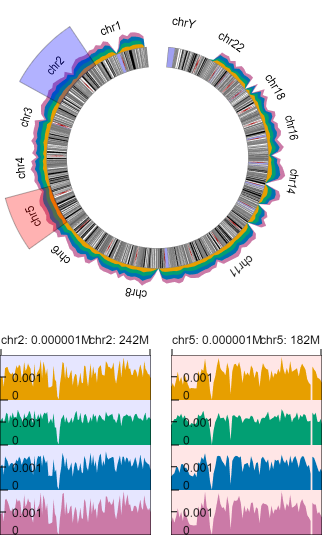 chr1
chrY
chr2
chr22
chr18
chr3
chr16
chr4
chr14
chr5
chr6
chr11
chr8
chr2: 0.000001M chr2: 242M
chr5: 0.000001M chr5: 182M
0.001
0
0.001
0
0.001
0
0.001
0
0.001
0
0.001
0
0.001
0
0.001
0